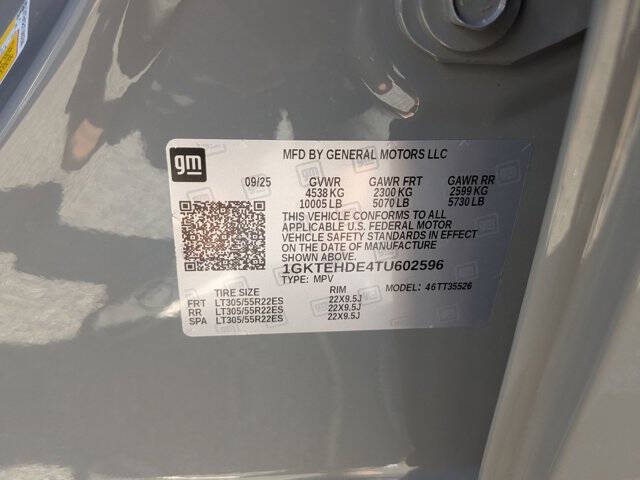 gm
MFD BY GENERAL MOTORS LLC
09/25 GVWR GAWR FRT GAWR RR
4538 KG 2300 KG 2599 KG
10005 LB 5070 LB 5730 LB
THIS VEHICLE CONFORMS TO ALL
APPLICABLE U.S. FEDERAL MOTOR
VEHICLE SAFETY STANDARDS IN
EFFECT ON THE DATE OF MANUFACTURE
SHOWN ABOVE.
1GKTEHDE4TU602596
TYPE: MPV MODEL: 46TT35526
TIRE SIZE RIM
FRT LT305/55R22ES 22X9.5J
RR LT305/55R22ES 22X9.5J
SPA LT305/55R22ES 22X9.5J